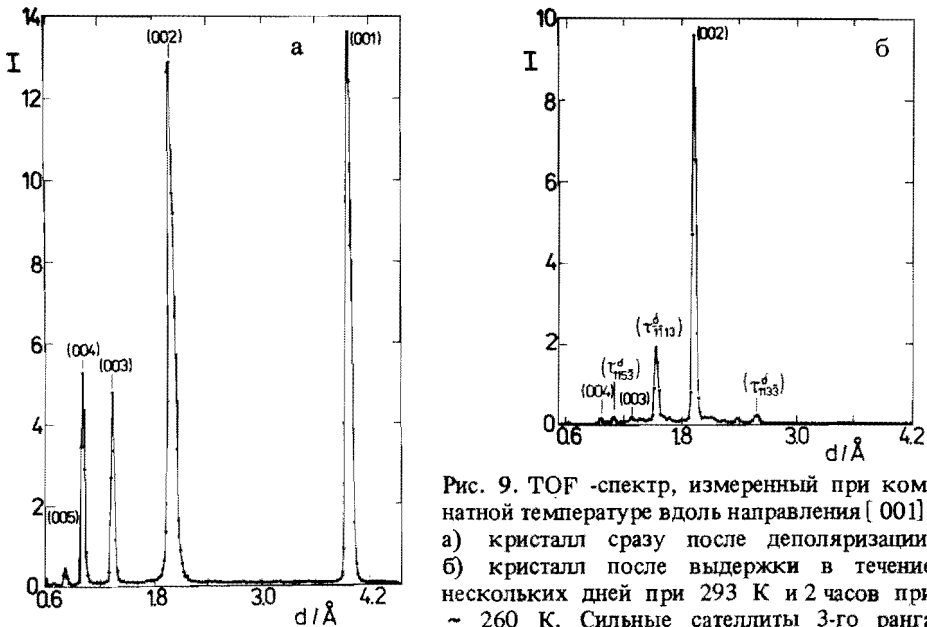 14
12
10
8
6
4
2
0
I
а
(002)
(001)
(004)
(003)
(005)
0.6
1.8
3.0
4.2
d/Å
10
8
6
4
2
0
I
б
(002)
(003)
(004)
0.6
1.8
3.0
4.2
d/Å
Рис. 9. TOF -спектр, измеренный при ком
натной температуре вдоль направления [ 001]
а) кристалл сразу после деполяризации
б) кристалл после выдержки в течение
нескольких дней при 293 К и 2 часов при
~ 260 К. Сильные сателлиты 3-го ранга